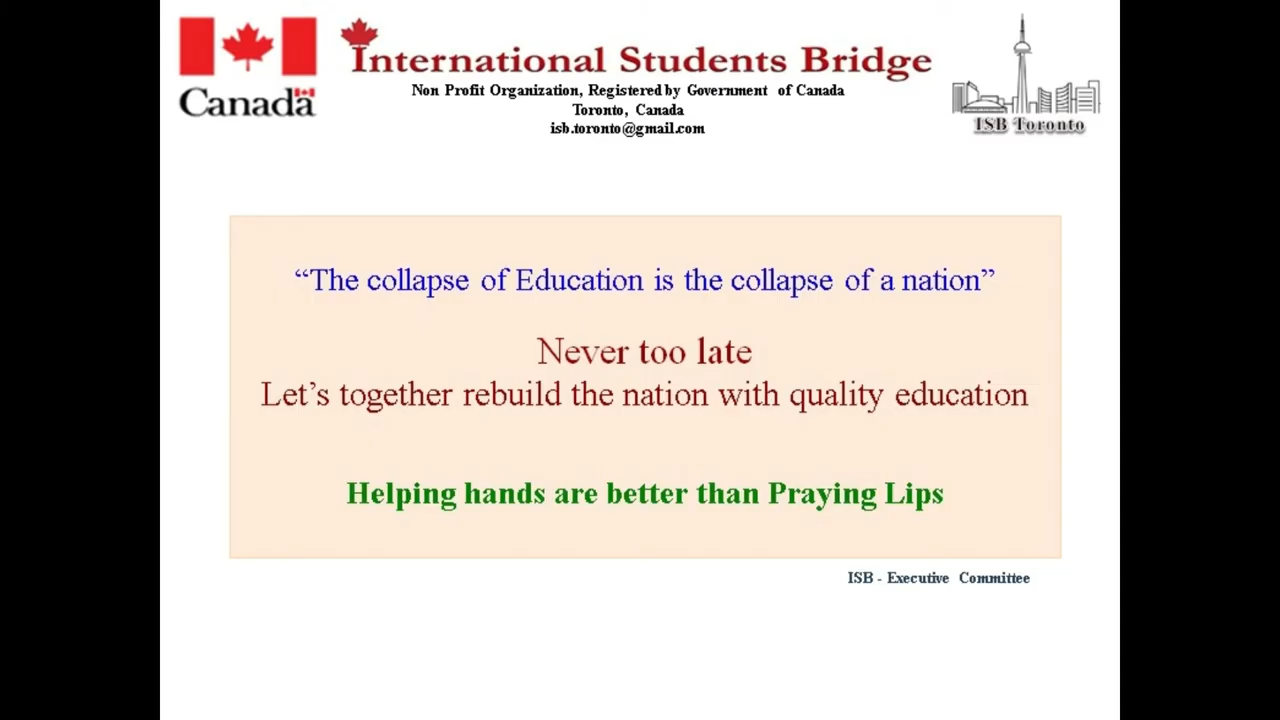 Canada
International Students Bridge
Non Profit Organization, Registered by Government of Canada
Toronto, Canada
isb.toronto@gmail.com
ISB Toronto
“The collapse of Education is the collapse of a nation”
Never too late
Let’s together rebuild the nation with quality education
Helping hands are better than Praying Lips
ISB - Executive Committee